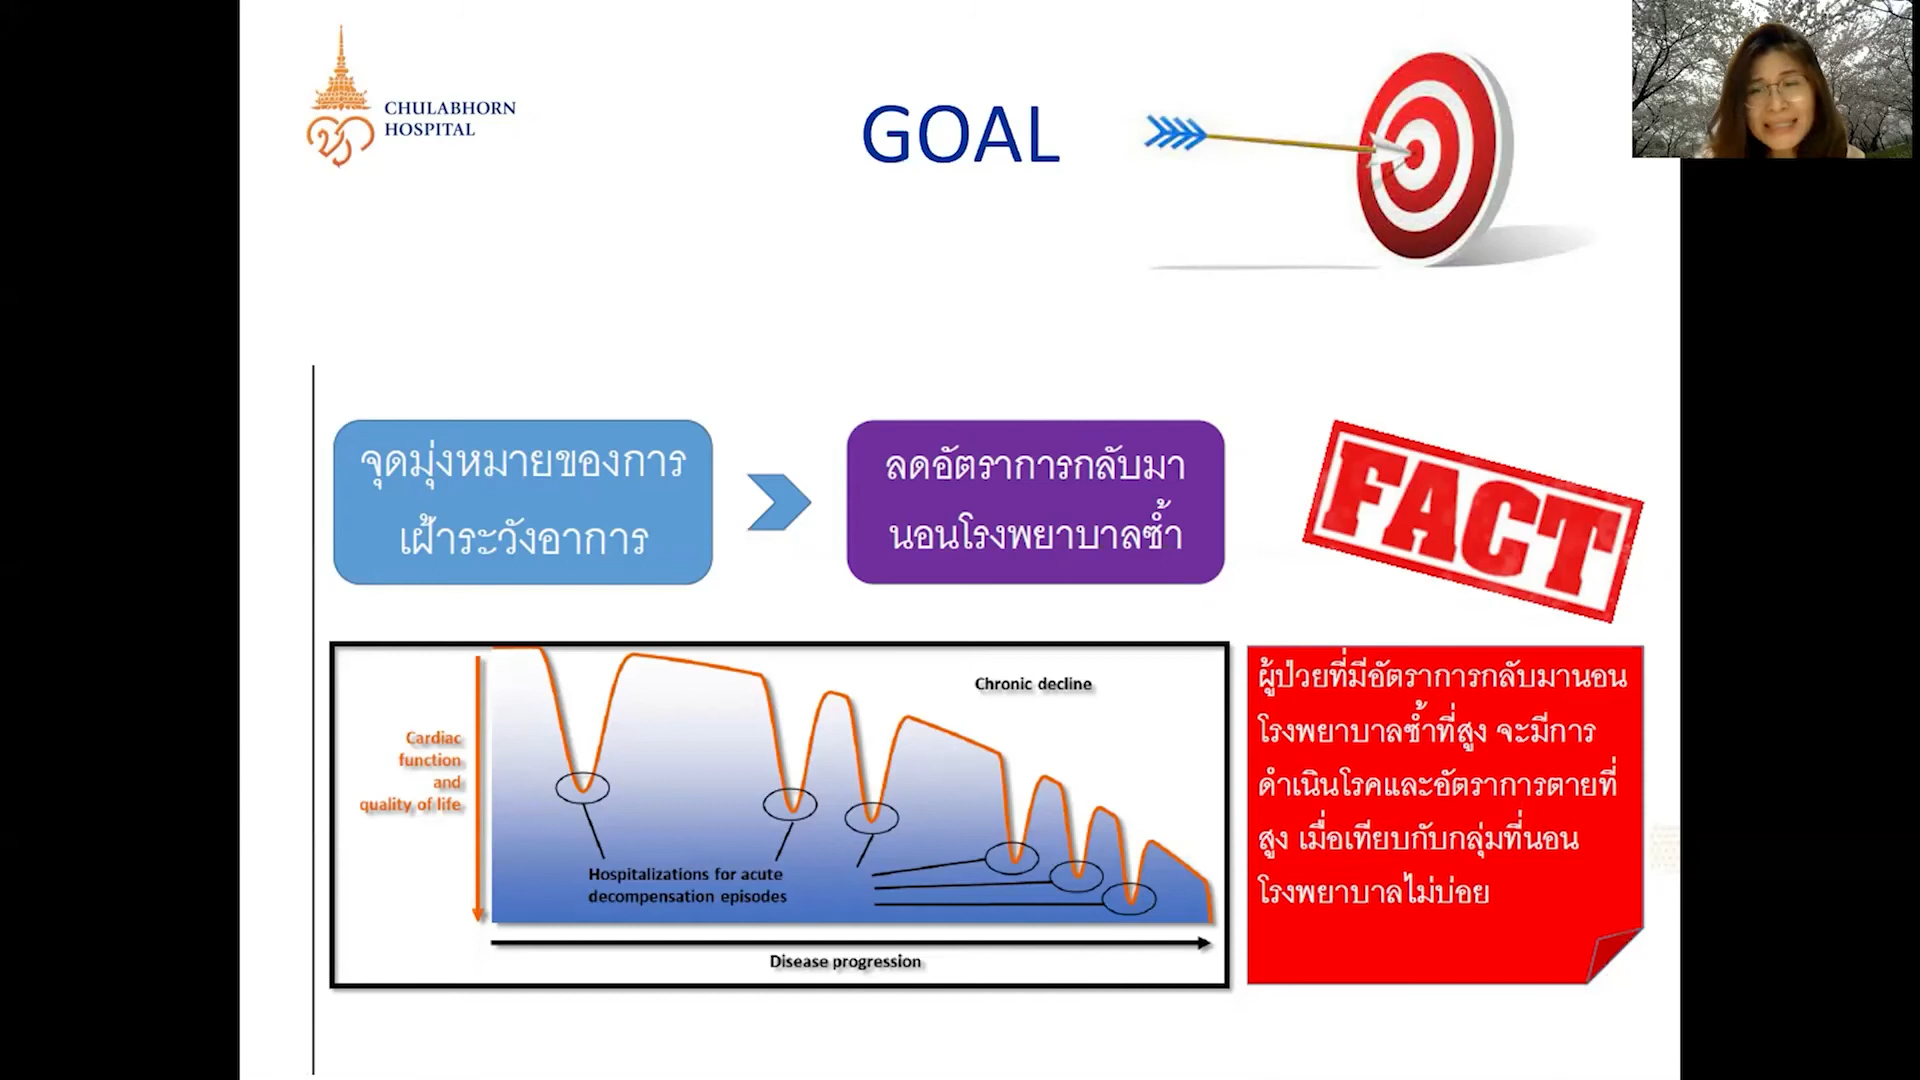 CHULABHORN
HOSPITAL
GOAL
จุดมุ่งหมายของการ
เฝ้าระวังอาการ
ลดอัตราการกลับมา
นอนโรงพยาบาลซ้ำ
FACT
Chronic decline
Cardiac
function
and
quality of life
Hospitalizations for acute
decompensation episodes
Disease progression
ผู้ป่วยที่มีอัตราการกลับมานอน
โรงพยาบาลซ้ำที่สูง จะมีการ
ดำเนินโรคและอัตราการตายที่
สูง เมื่อเทียบกับกลุ่มที่นอน
โรงพยาบาลไม่บ่อย